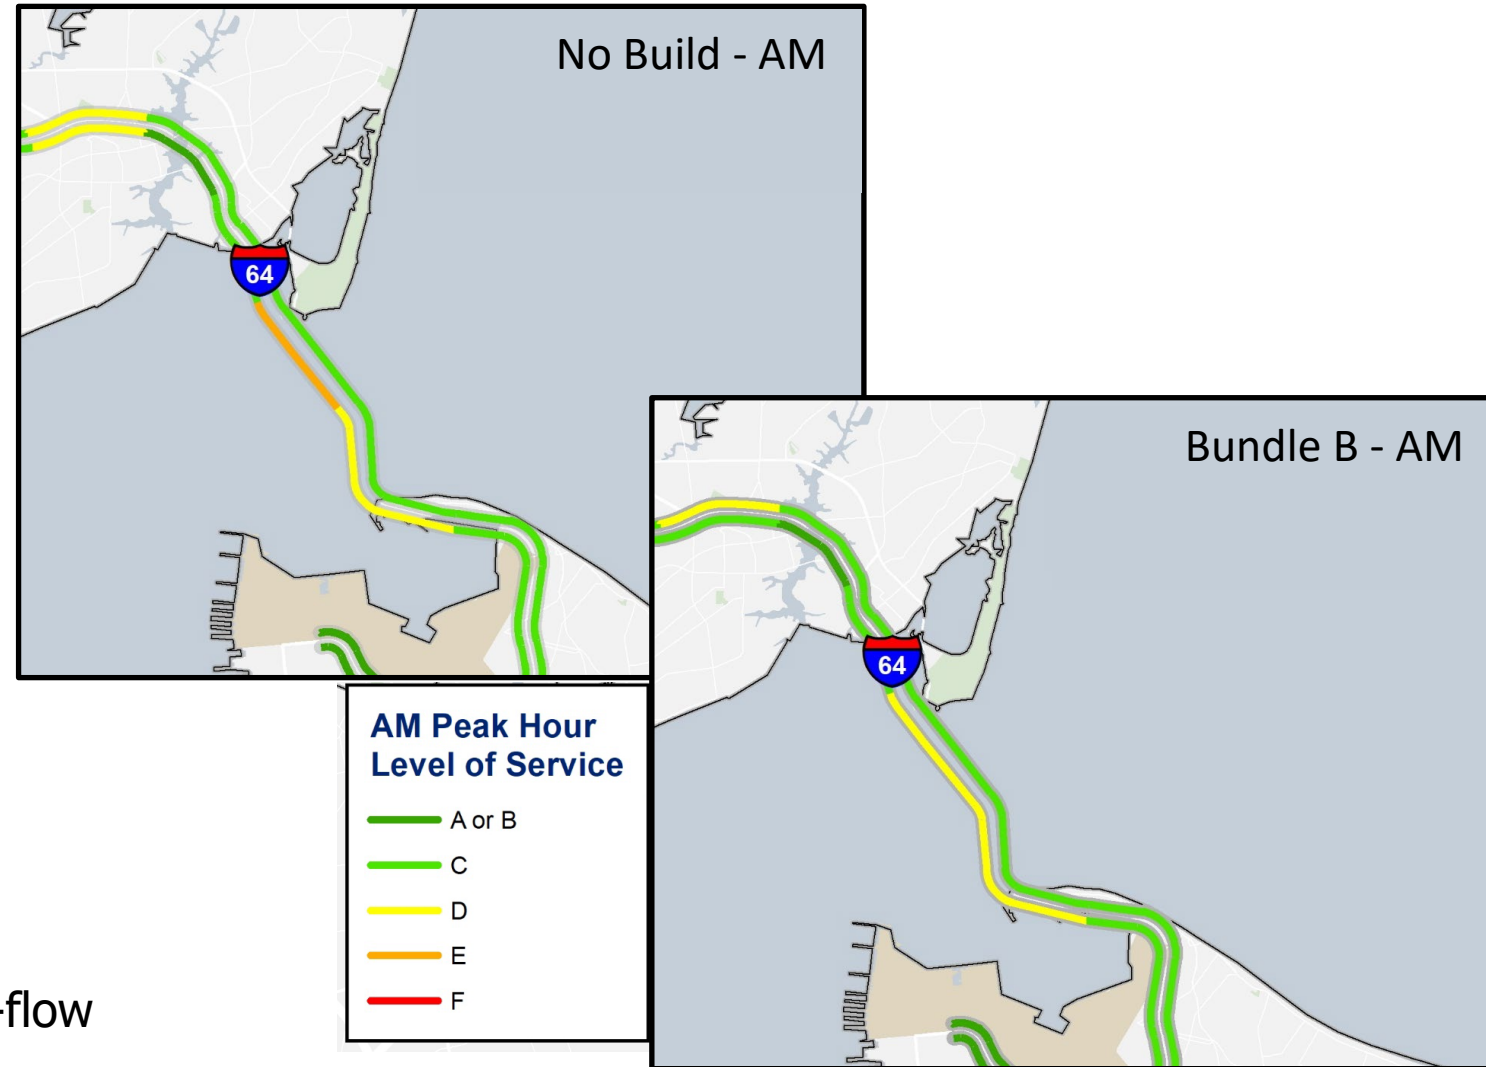 No Build - AM
64
Bundle B - AM
64
AM Peak Hour
Level of Service
A or B
C
D
E
F
-flow